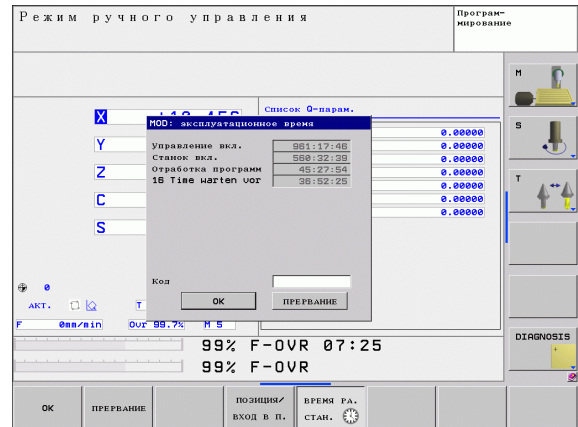 Режим ручного управления
Програм-
мирование
M
X
Список Q-парам.
MOD: эксплуатационное время
0.00000
S
Y
Управление вкл. 961:17:46
0.00000
Станок вкл. 560:32:39
0.00000
Z
Отработка программ 45:27:54
0.00000
16 Time warten vor 36:52:25
0.00000
T
0.00000
C
0.00000
S
0
Код
АКТ.
T
OK
ПРЕРВАНИЕ
F 0mm/min Ovr 99.7% M 5
DIAGNOSIS
99% F-OVR 07:25
99% F-OVR
OK
ПРЕРВАНИЕ
ПОЗИЦИЯ/
ВХОД В П.
ВРЕМЯ РА.
СТАН.